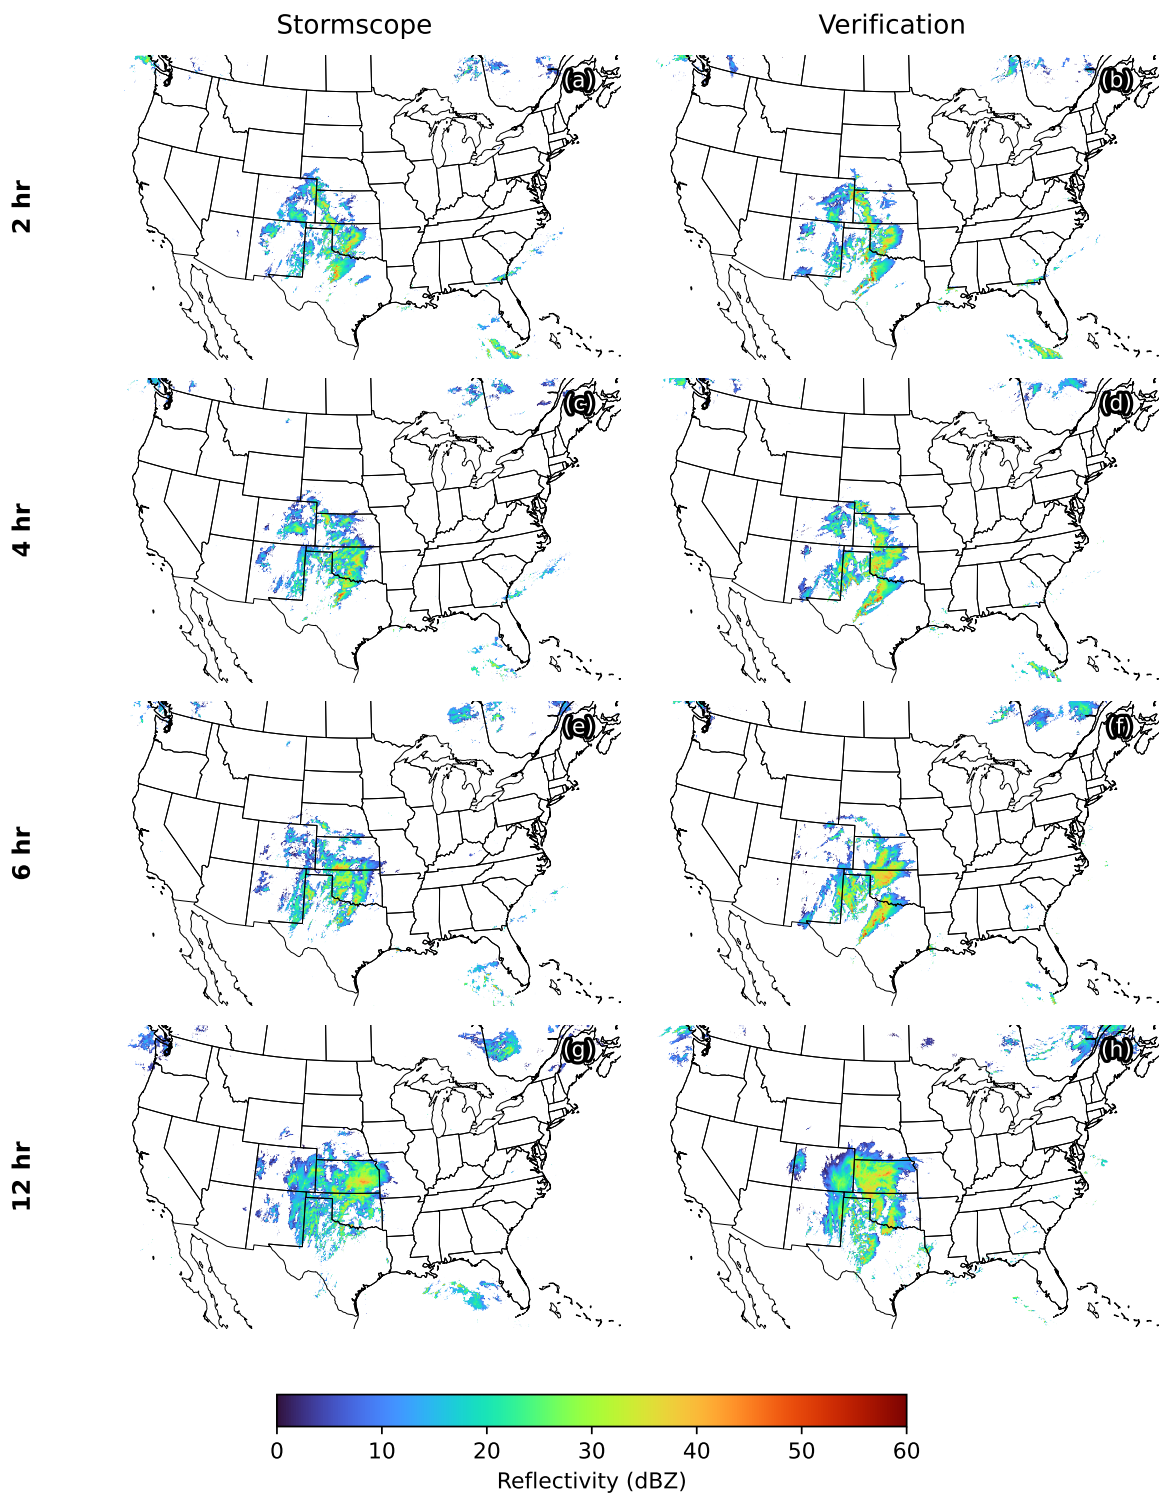 Stormscope Verification
(a) (b)
2 hr
(c) (d)
4 hr
(e) (f)
6 hr
(g) (h)
12 hr
0 10 20 30 40 50 60
Reflectivity (dBZ)